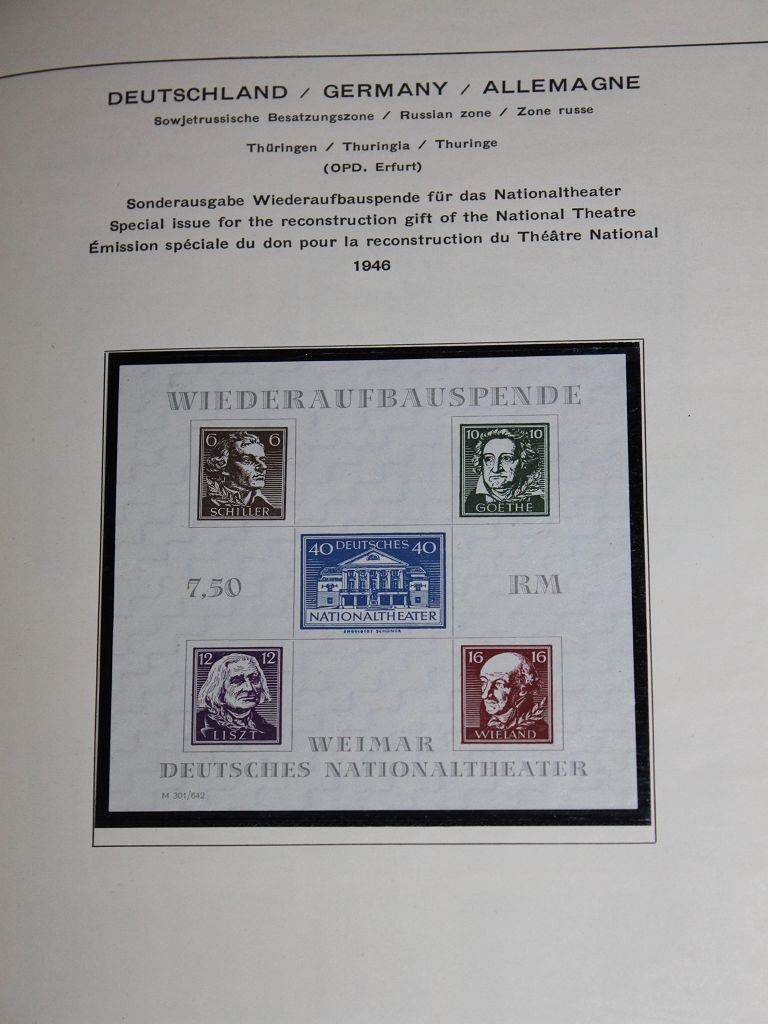 DEUTSCHLAND / GERMANY / ALLEMAGNE
Sowjetrussische Besatzungszone / Russian zone / Zone russe
Thüringen / Thuringia / Thuringe
(OPD. Erfurt)
Sonderausgabe Wiederaufbauspende für das Nationaltheater
Special issue for the reconstruction gift of the National Theatre
Émission spéciale du don pour la reconstruction du Théâtre National
1946
WIEDERAUFBAUSPENDE
6 6
SCHILLER
10 10
GOETHE
40 DEUTSCHES 40
NATIONALTHEATER
ENGELBERT SCHONER
7,50 RM
12 12
LISZT
16 16
WIELAND
WEIMAR
DEUTSCHES NATIONALTHEATER
M 301/642